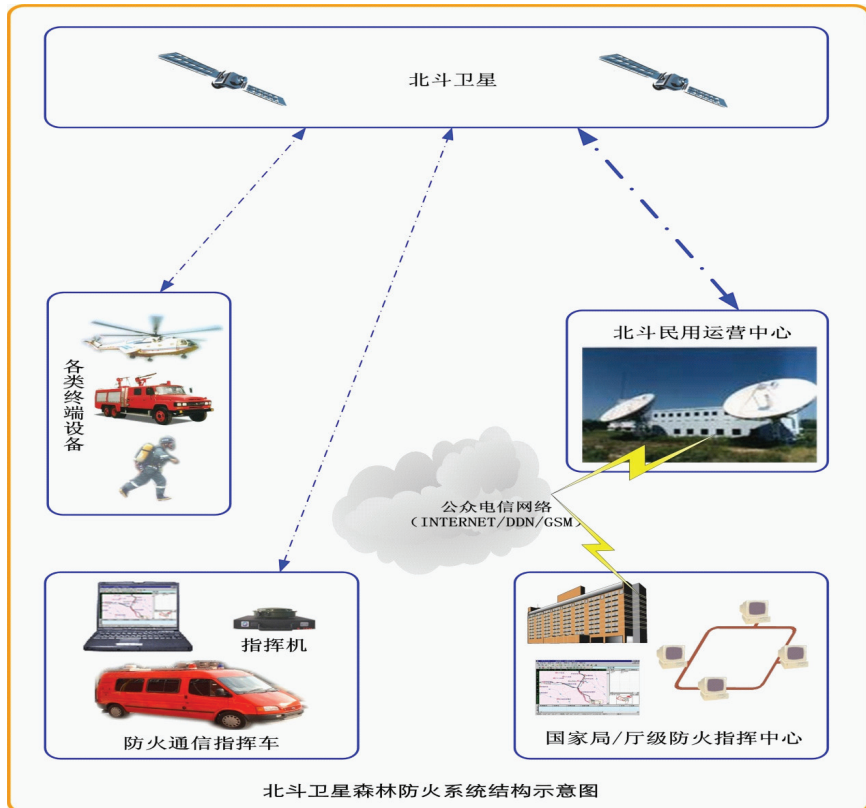 北斗卫星
北斗民用运营中心
各类终端设备
公众电信网络
(INTERNET/DDN/GSM)
指挥机
防火通信指挥车
国家局/厅级防火指挥中心
北斗卫星森林防火系统结构示意图